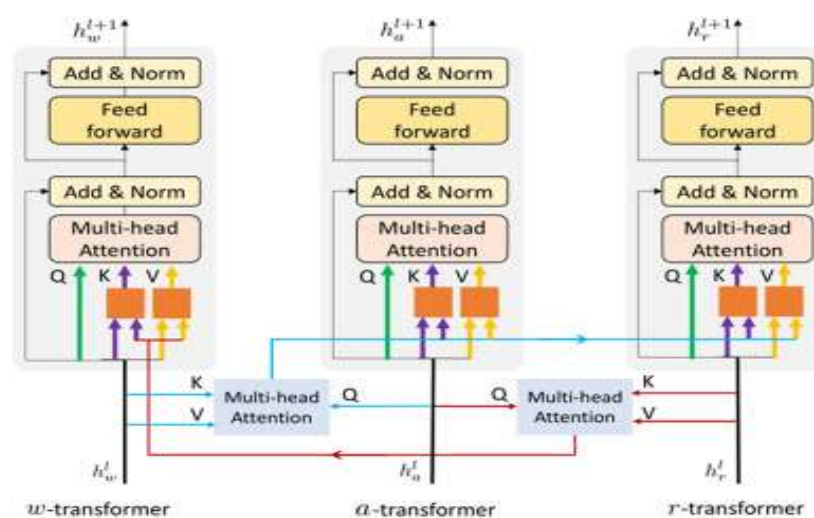 h_w^{l+1} h_a^{l+1} h_r^{l+1}
Add & Norm Add & Norm Add & Norm
Feed Feed Feed
forward forward forward
Add & Norm Add & Norm Add & Norm
Multi-head Multi-head Multi-head
Attention Attention Attention
Q K V Q K V Q K V
K Q Q K
Multi-head Multi-head
V Attention Attention V
h_w^l h_a^l h_r^l
w-transformer a-transformer r-transformer